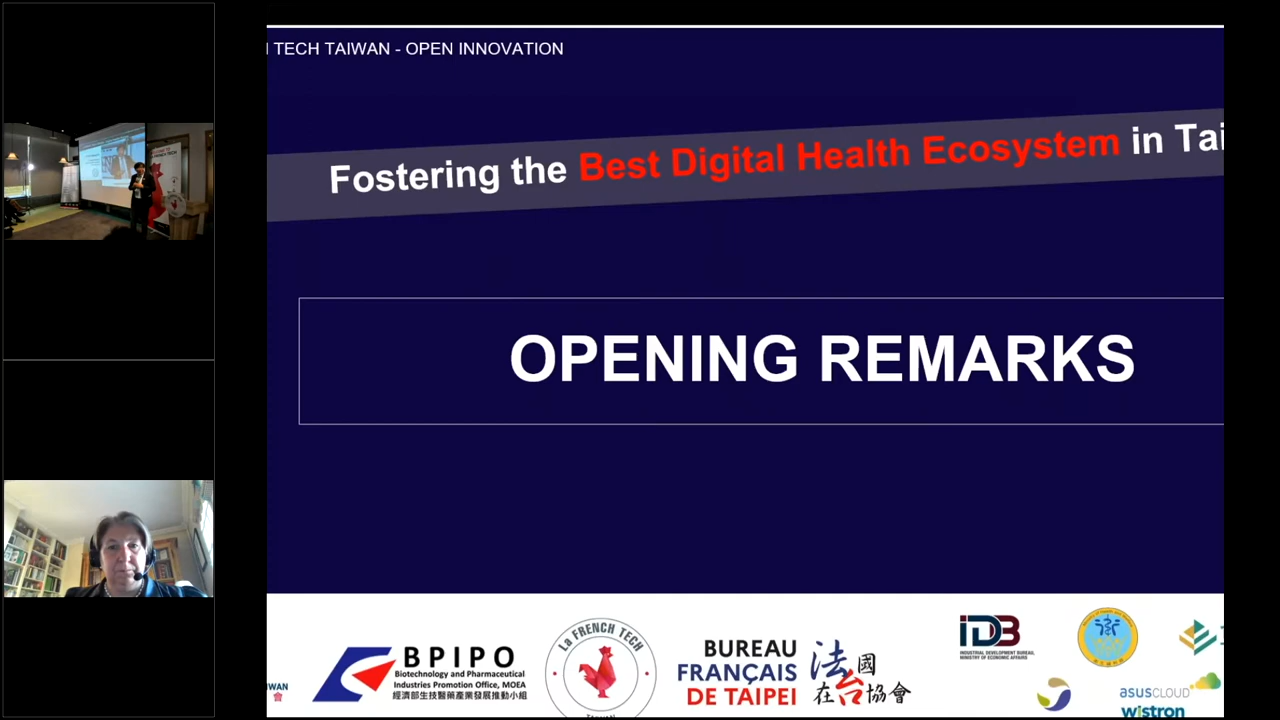 TECH TAIWAN - OPEN INNOVATION
Fostering the Best Digital Health Ecosystem in Tai
OPENING REMARKS
BPIPO
Biotechnology and Pharmaceutical
Industries Promotion Office, MOEA
經濟部生技醫藥產業發展推動小組
La FRENCH TECH
BUREAU
FRANÇAIS
DE TAIPEI
法國
在台協會
IDB
INDUSTRIAL DEVELOPMENT BUREAU,
MINISTRY OF ECONOMIC AFFAIRS
WAN
會
ASUSCLOUD
wistron